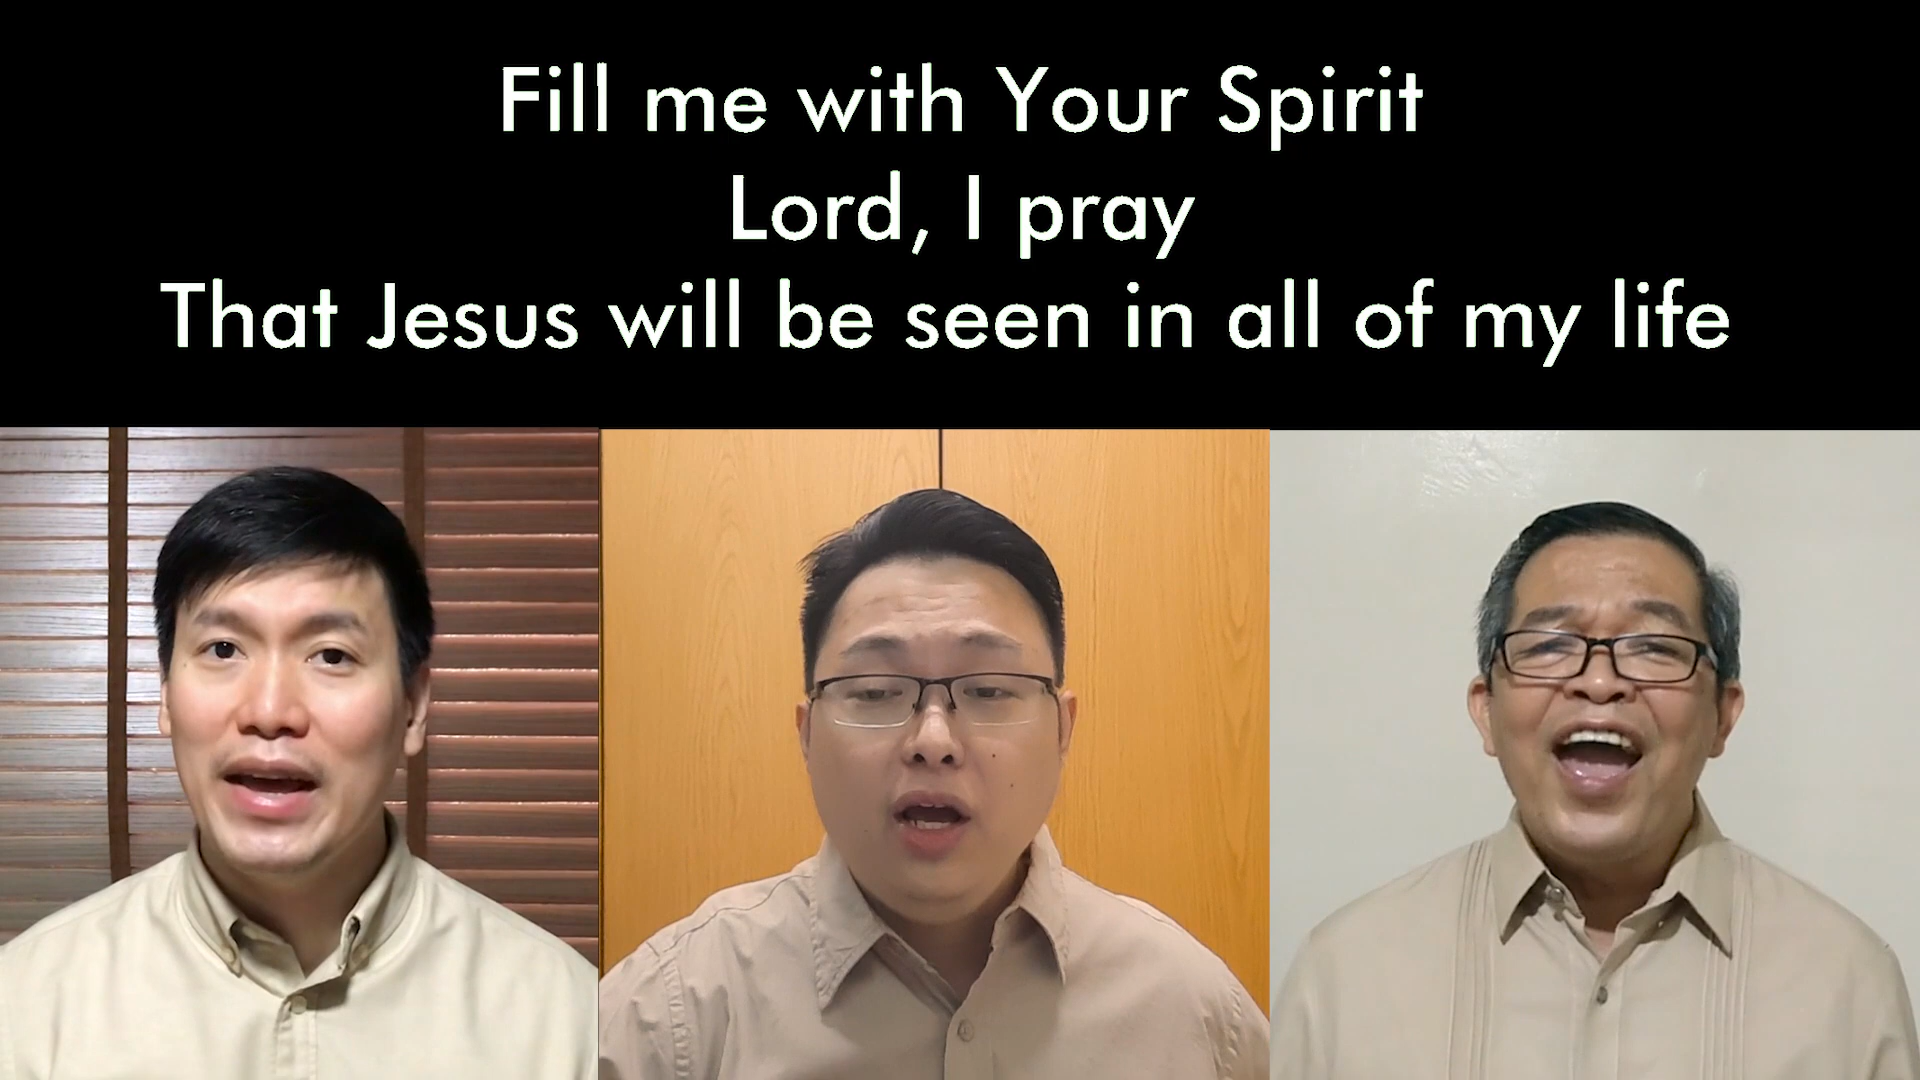 Fill me with Your Spirit
Lord, I pray
That Jesus will be seen in all of my life